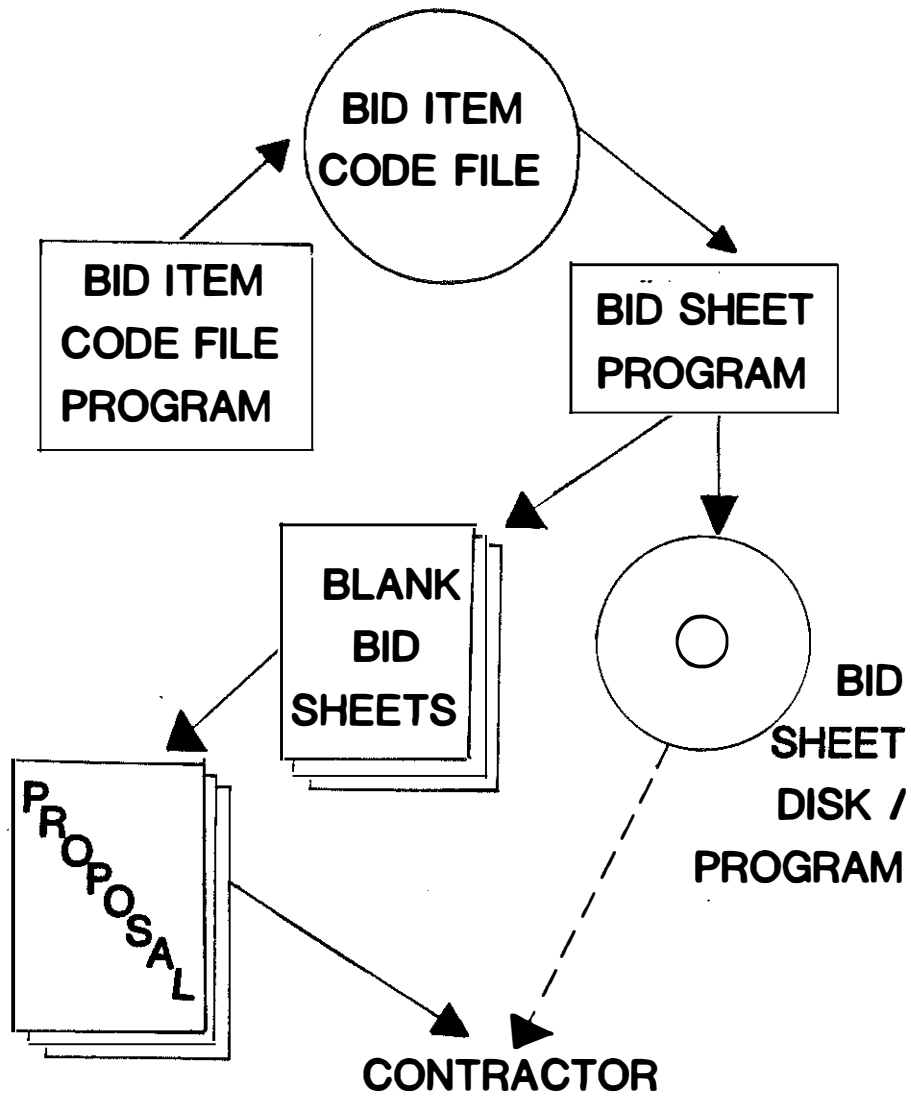 BID ITEM
CODE FILE
BID ITEM
CODE FILE
PROGRAM
BID SHEET
PROGRAM
BLANK
BID
SHEETS
BID
SHEET
DISK /
PROGRAM
PROPOSAL
CONTRACTOR